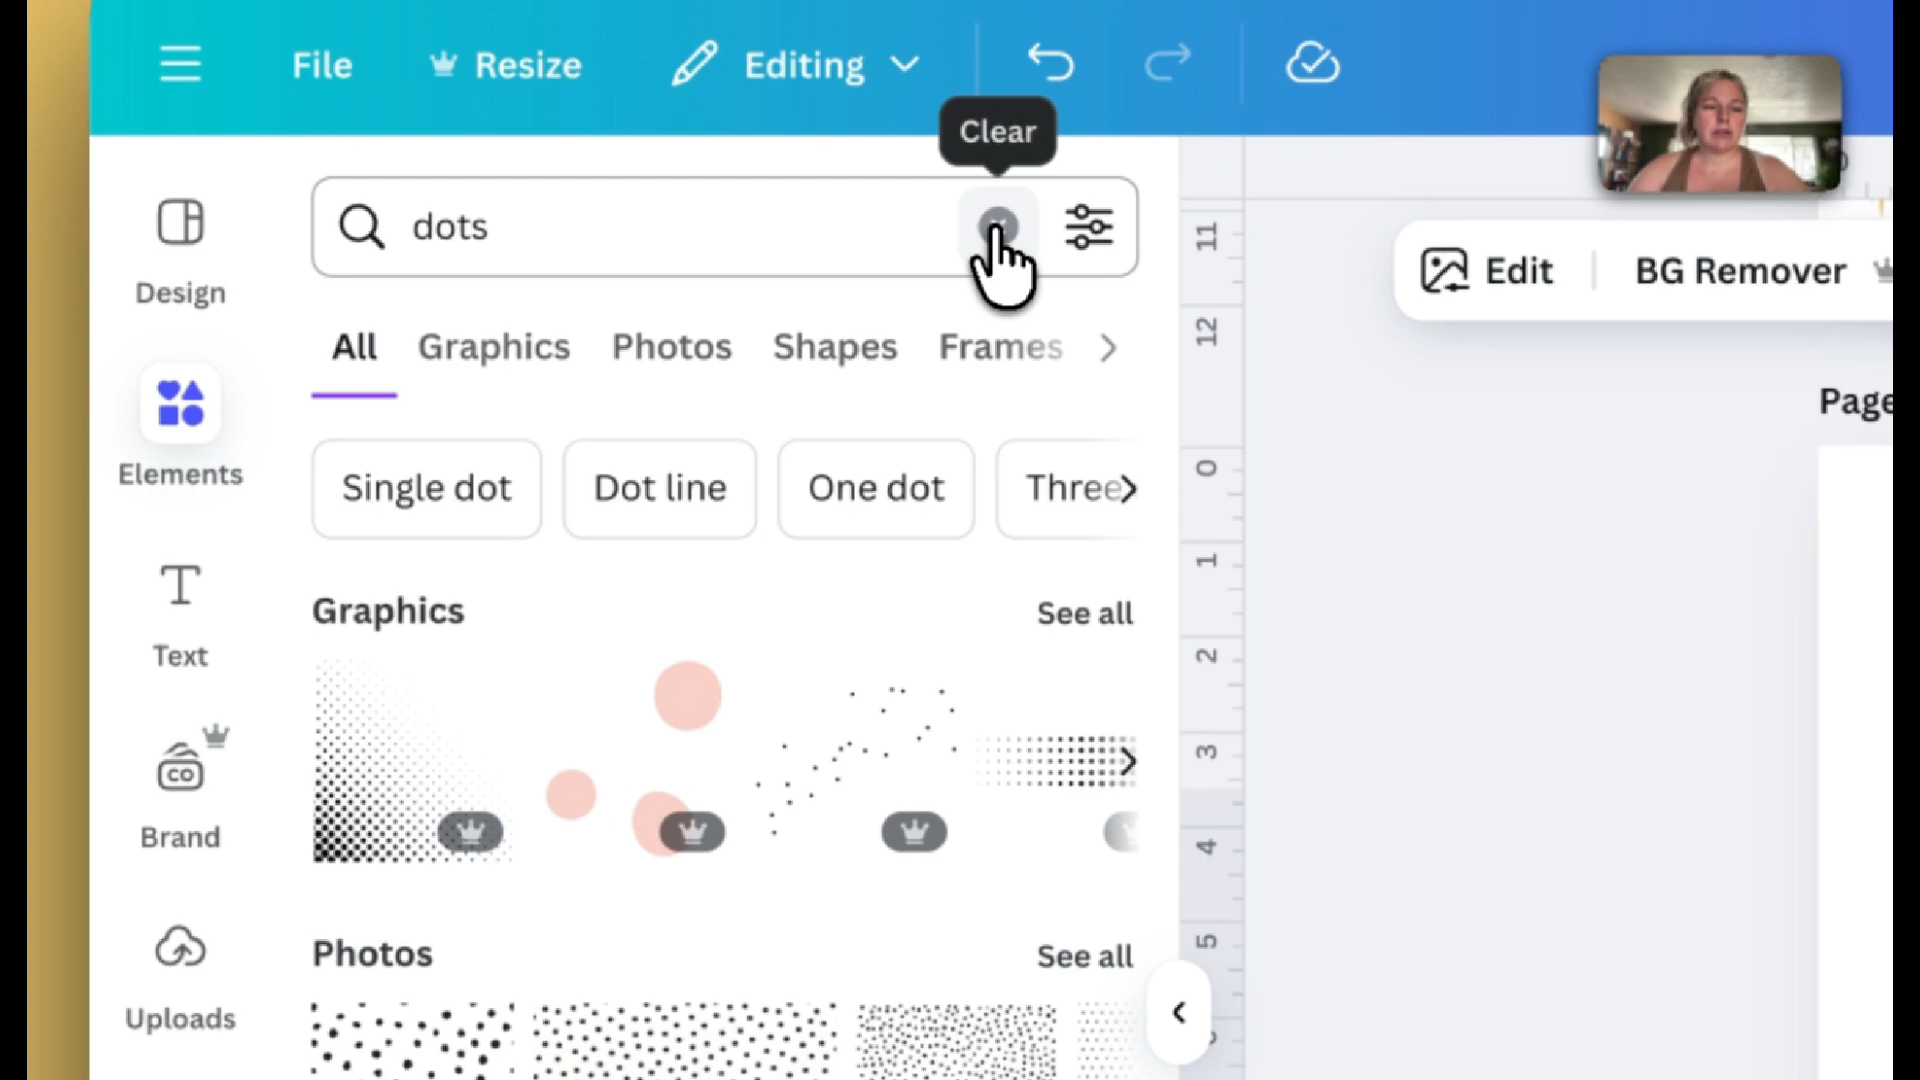 File Resize Editing
Clear
dots
Design
All Graphics Photos Shapes Frames
Edit BG Remover
Page
Elements
Single dot Dot line One dot Three
Text
Graphics See all
Brand
CO
Photos See all
Uploads
11
12
0
1
2
3
4
5